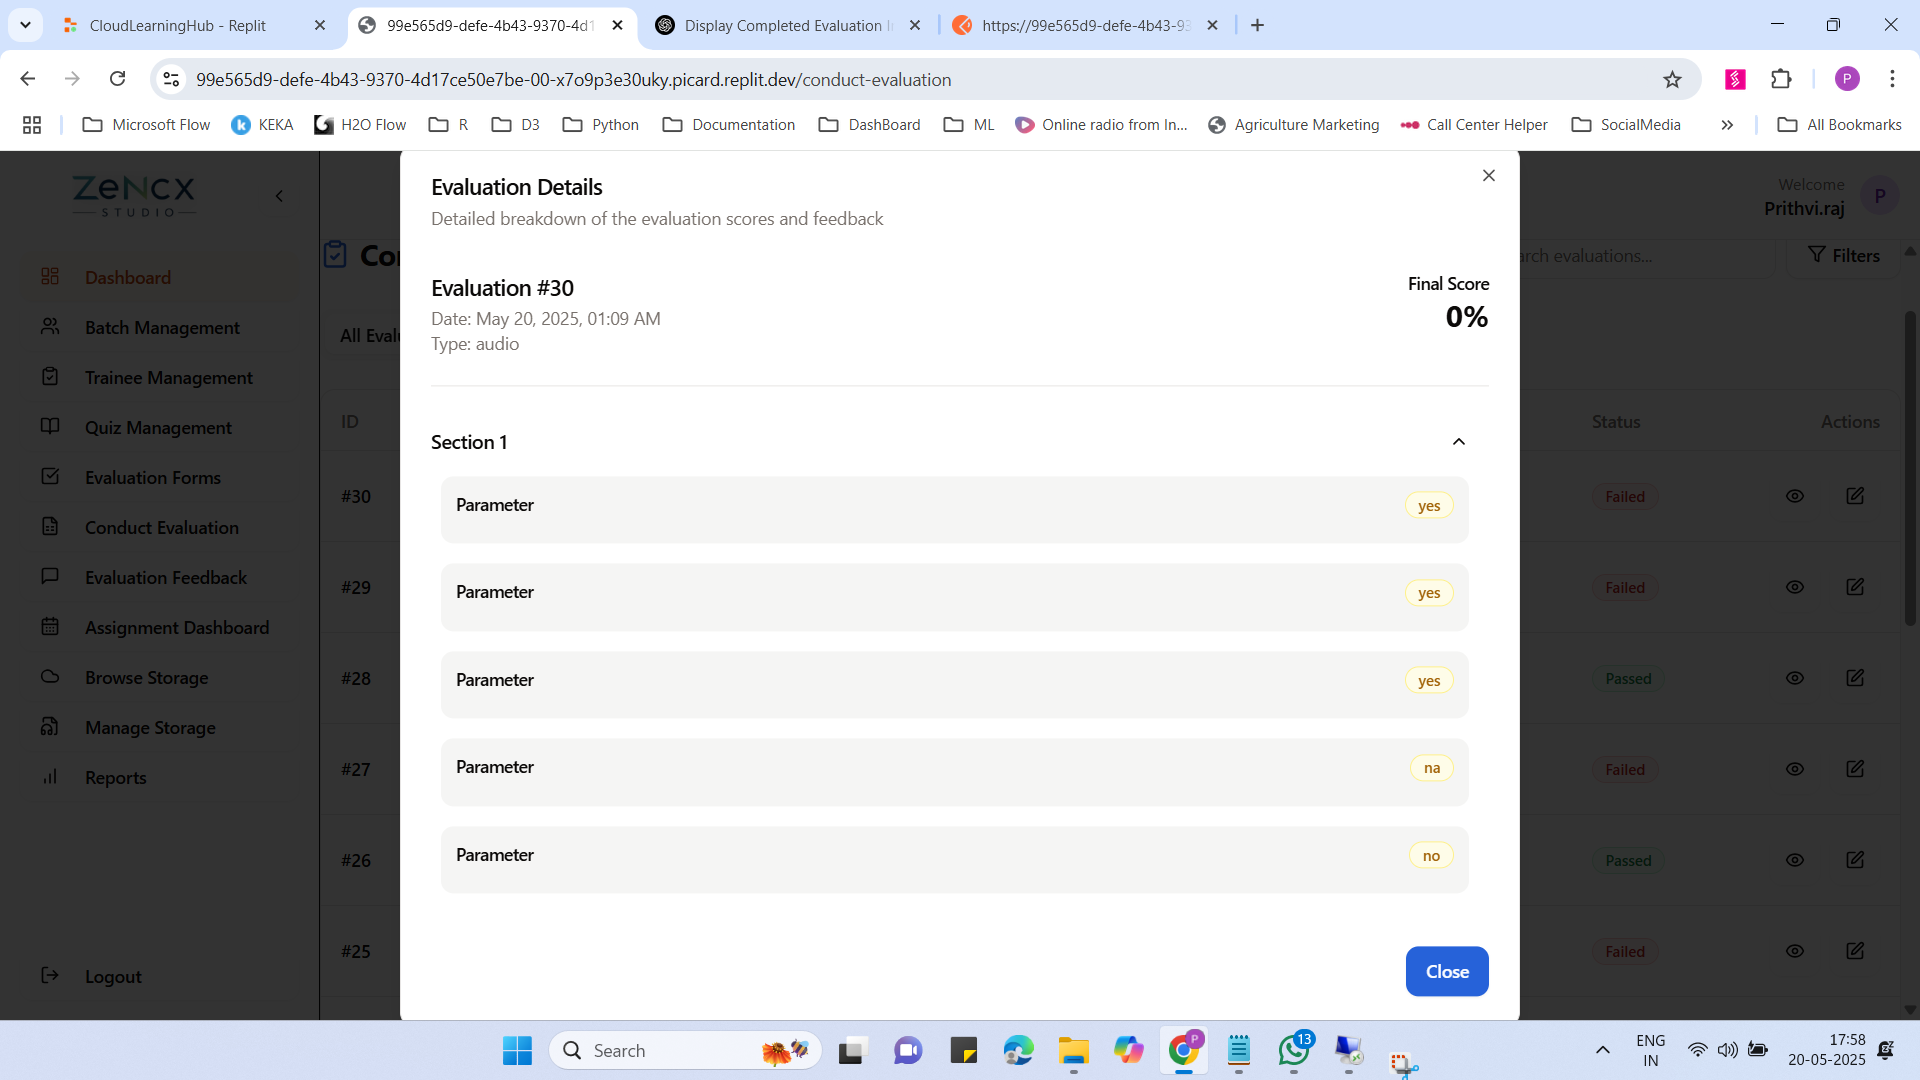 CloudLearningHub - Replit
99e565d9-defe-4b43-9370-4d1
Display Completed Evaluation I
https://99e565d9-defe-4b43-93
99e565d9-defe-4b43-9370-4d17ce50e7be-00-x7o9p3e30uky.picard.replit.dev/conduct-evaluation
P
Microsoft Flow
KEKA
H2O Flow
R
D3
Python
Documentation
DashBoard
ML
Online radio from In...
Agriculture Marketing
Call Center Helper
SocialMedia
All Bookmarks
ZeNCX
STUDIO
Dashboard
Batch Management
Trainee Management
Quiz Management
Evaluation Forms
Conduct Evaluation
Evaluation Feedback
Assignment Dashboard
Browse Storage
Manage Storage
Reports
Logout
Welcome
Prithvi.raj
P
Co
arch evaluations...
Filters
All Eval
ID
Status
Actions
#30
Failed
#29
Failed
#28
Passed
#27
Failed
#26
Passed
#25
Failed
Evaluation Details
Detailed breakdown of the evaluation scores and feedback
Evaluation #30
Date: May 20, 2025, 01:09 AM
Type: audio
Final Score
0%
Section 1
Parameter
yes
Parameter
yes
Parameter
yes
Parameter
na
Parameter
no
Close
Search
P
13
ENG
IN
17:58
20-05-2025